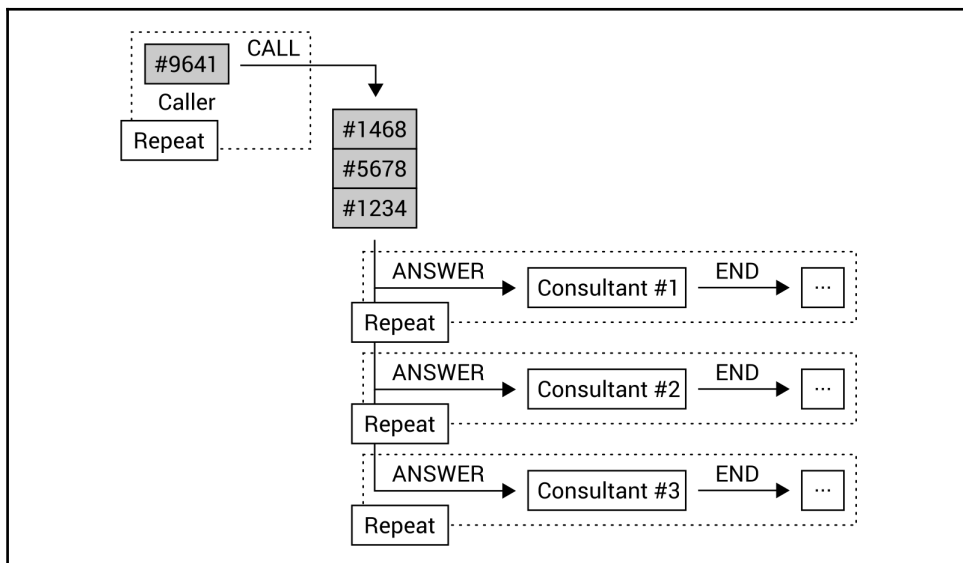 #9641
CALL
Caller
Repeat
#1468
#5678
#1234
ANSWER
Consultant #1
END
...
Repeat
ANSWER
Consultant #2
END
...
Repeat
ANSWER
Consultant #3
END
...
Repeat